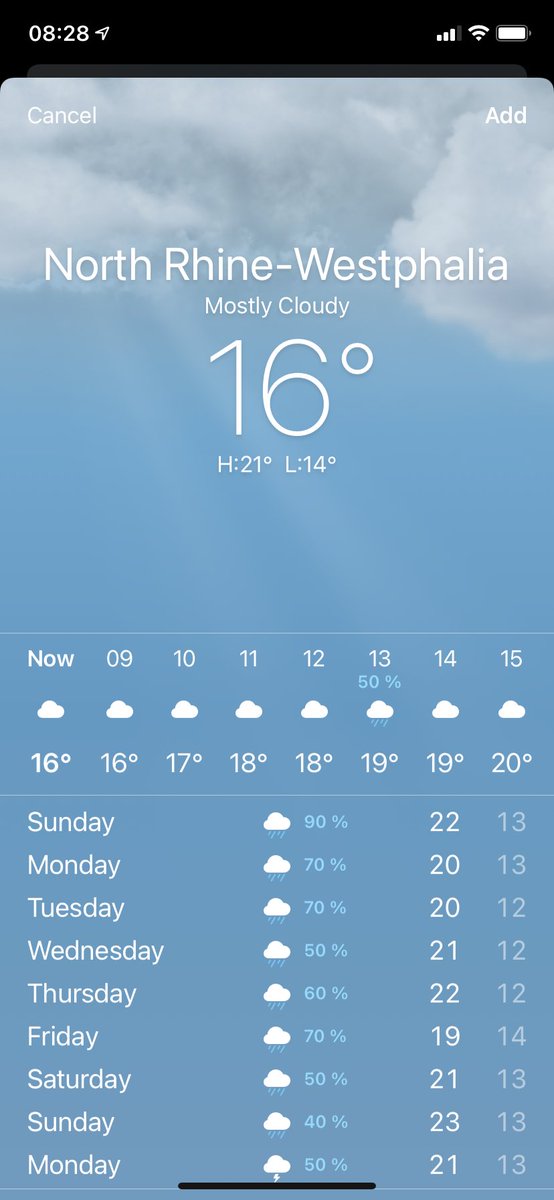 08:28
Cancel Add
North Rhine-Westphalia
Mostly Cloudy
16°
H:21° L:14°
Now 09 10 11 12 13 14 15
50 %
16° 16° 17° 18° 18° 19° 19° 20°
Sunday 90 % 22 13
Monday 70 % 20 13
Tuesday 70 % 20 12
Wednesday 50 % 21 12
Thursday 60 % 22 12
Friday 70 % 19 14
Saturday 50 % 21 13
Sunday 40 % 23 13
Monday 50 % 21 13